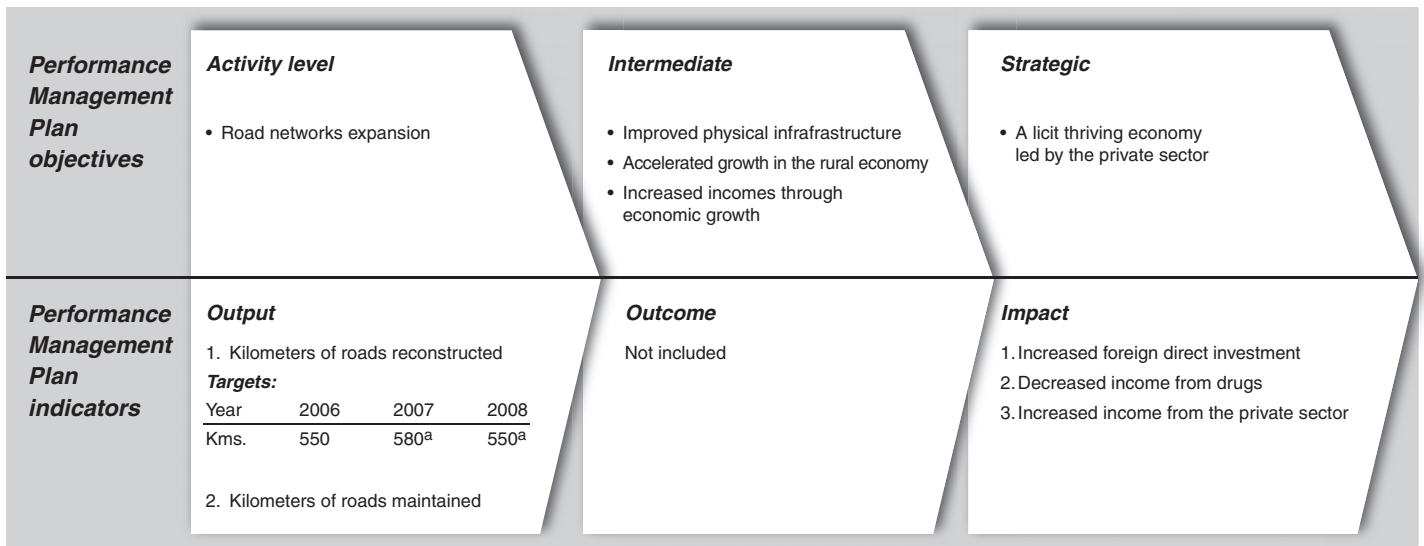 Performance
Management
Plan
objectives
Activity level
• Road networks expansion
Intermediate
• Improved physical infrafrastructure
• Accelerated growth in the rural economy
• Increased incomes through
economic growth
Strategic
• A licit thriving economy
led by the private sector
Performance
Management
Plan
indicators
Output
1. Kilometers of roads reconstructed
Targets:
Year 2006 2007 2008
Kms. 550 580a 550a
2. Kilometers of roads maintained
Outcome
Not included
Impact
1. Increased foreign direct investment
2. Decreased income from drugs
3. Increased income from the private sector